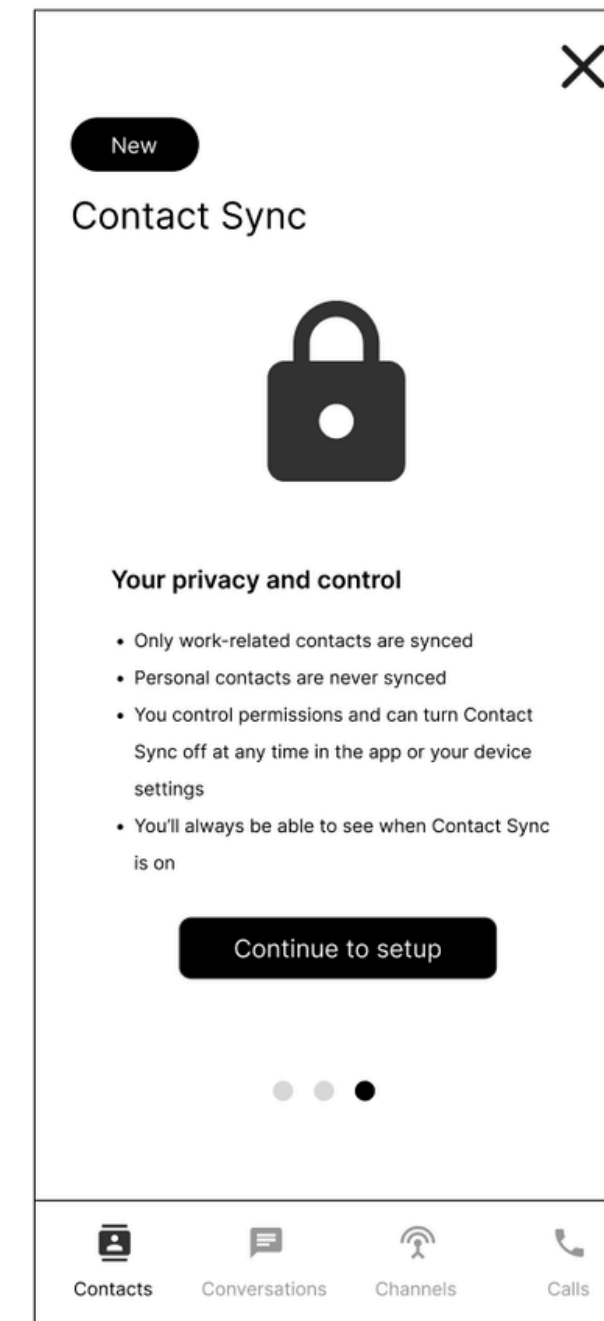 New
Contact Sync
Your privacy and control
• Only work-related contacts are synced
• Personal contacts are never synced
• You control permissions and can turn Contact
Sync off at any time in the app or your device
settings
• You'll always be able to see when Contact Sync
is on
Continue to setup
Contacts
Conversations
Channels
Calls